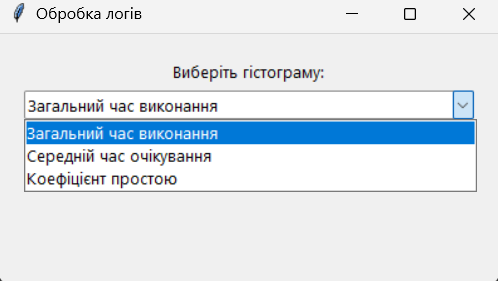 Обробка логів
Виберіть гістограму:
Загальний час виконання
Загальний час виконання
Середній час очікування
Коефіцієнт простою